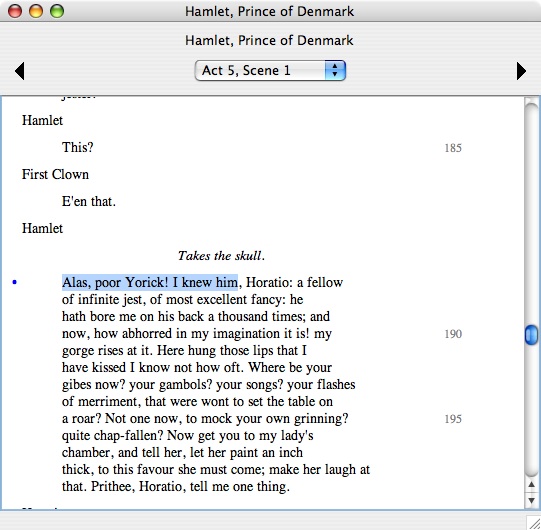 Hamlet, Prince of Denmark
Hamlet, Prince of Denmark
Act 5, Scene 1
Hamlet
This? 185
First Clown
E'en that.
Hamlet
Takes the skull.
Alas, poor Yorick! I knew him, Horatio: a fellow
of infinite jest, of most excellent fancy: he
hath bore me on his back a thousand times; and
now, how abhorred in my imagination it is! my 190
gorge rises at it. Here hung those lips that I
have kissed I know not how oft. Where be your
gibes now? your gambols? your songs? your flashes
of merriment, that were wont to set the table on
a roar? Not one now, to mock your own grinning? 195
quite chap-fallen? Now get you to my lady's
chamber, and tell her, let her paint an inch
thick, to this favour she must come; make her laugh at
that. Prithee, Horatio, tell me one thing.